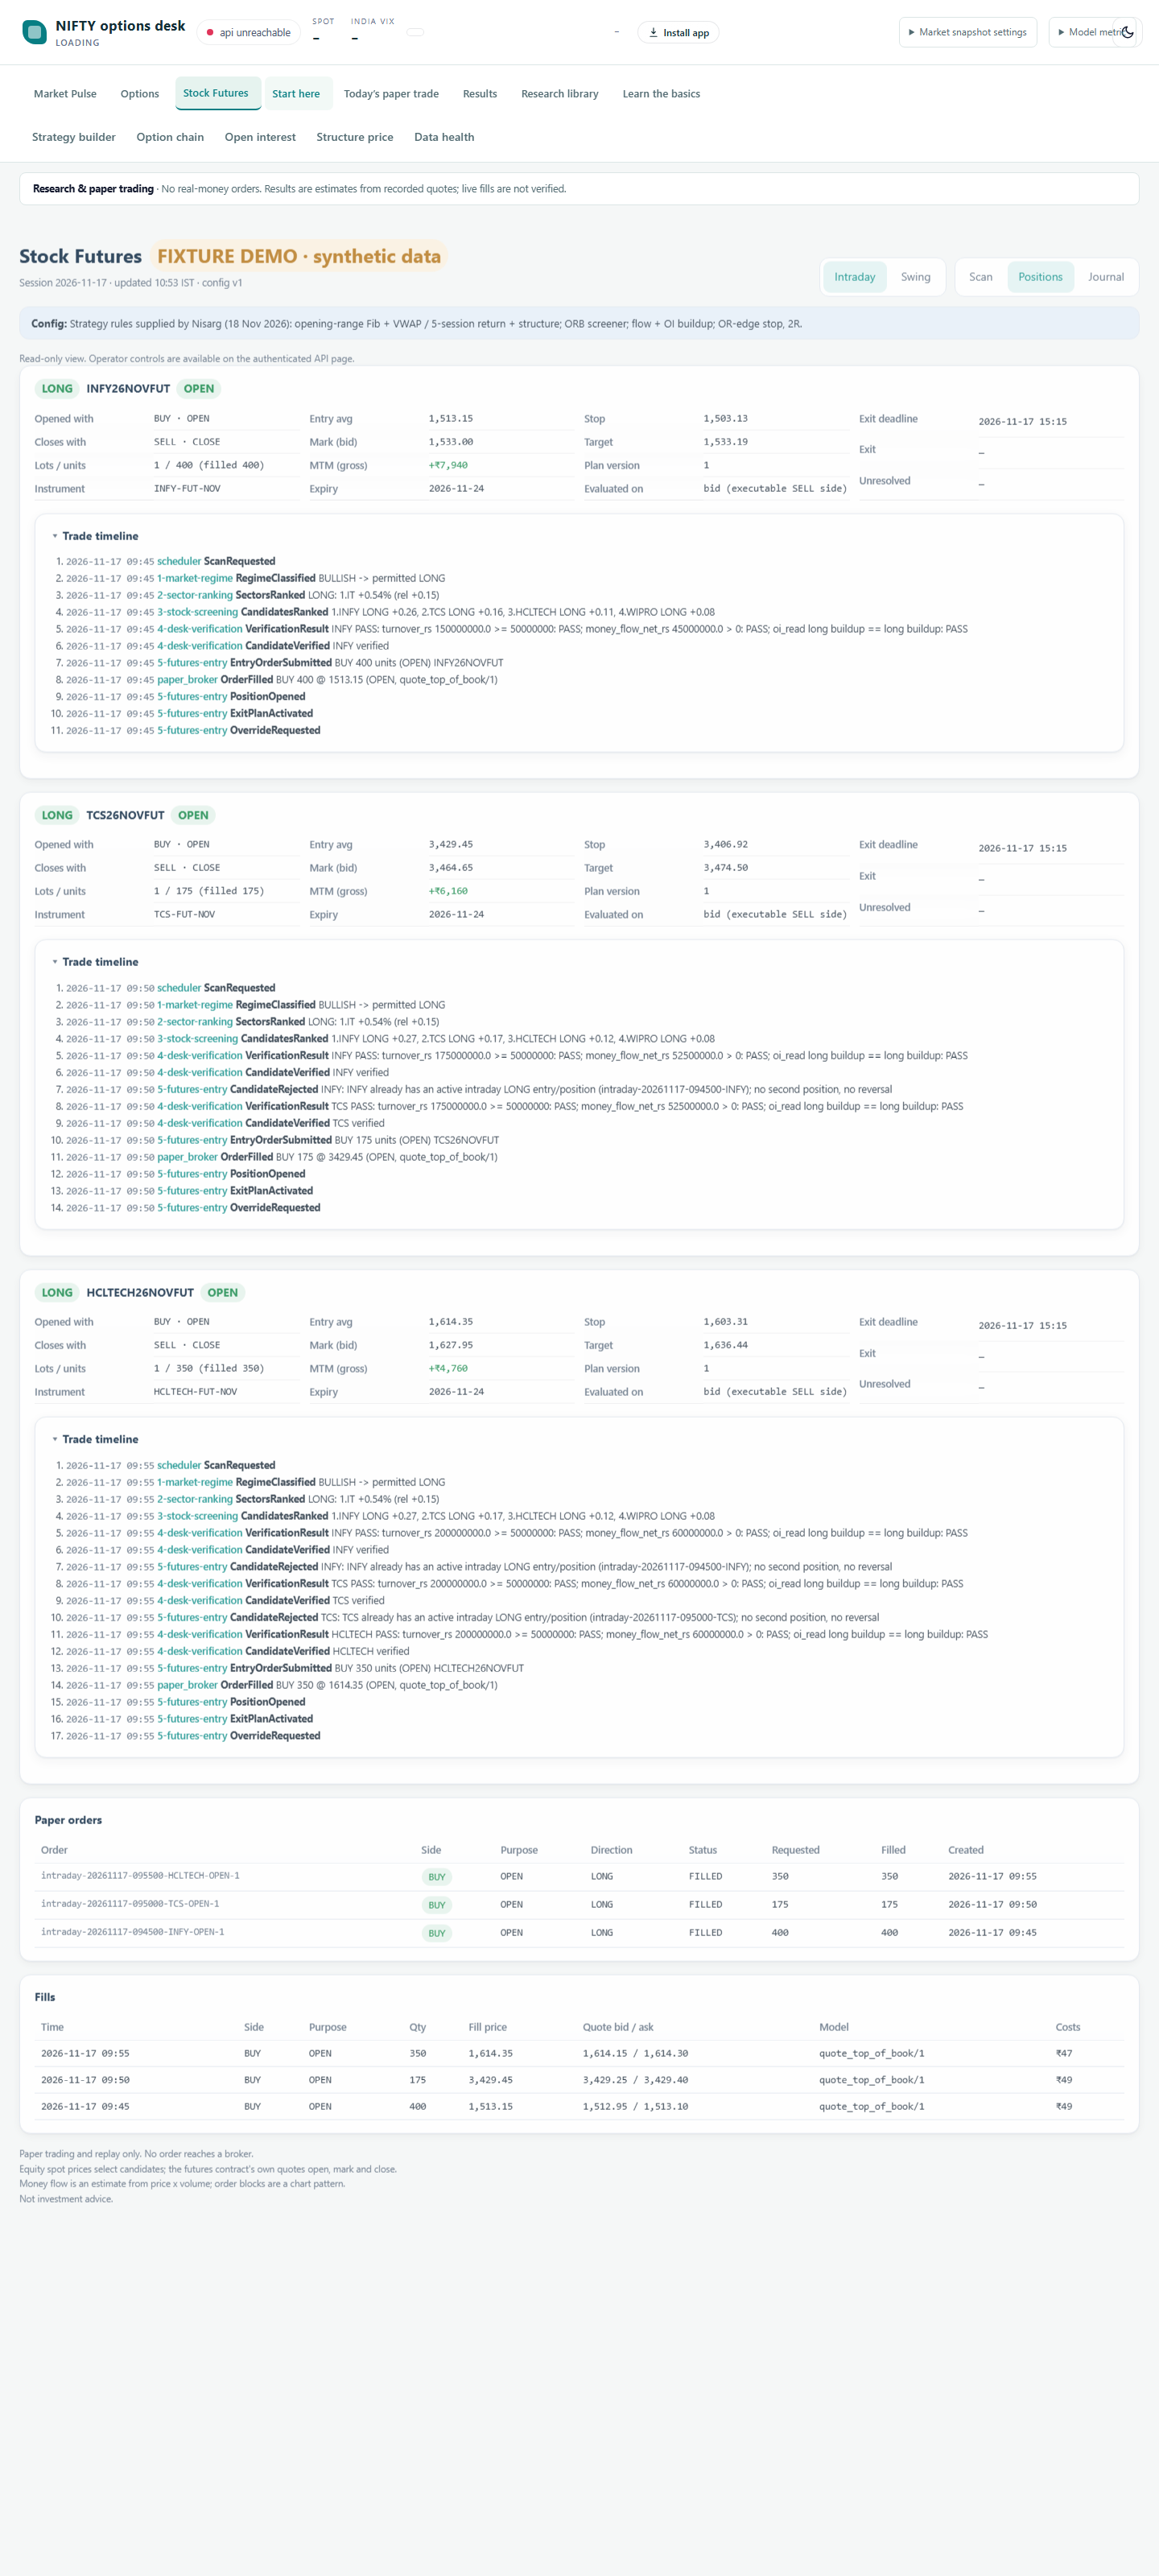 NIFTY options desk
LOADING
api unreachable
SPOT
–
INDIA VIX
–
–
Install app
Market snapshot settings
Model metri
Market Pulse Options Stock Futures Start here Today's paper trade Results Research library Learn the basics
Strategy builder Option chain Open interest Structure price Data health
Research & paper trading · No real-money orders. Results are estimates from recorded quotes; live fills are not verified.
Stock Futures FIXTURE DEMO · synthetic data
Session 2026-11-17 · updated 10:53 IST · config v1
Intraday Swing Scan Positions Journal
Config: Strategy rules supplied by Nisarg (18 Nov 2026): opening-range Fib + VWAP / 5-session return + structure; ORB screener; flow + OI buildup; OR-edge stop, 2R.
Read-only view. Operator controls are available on the authenticated API page.
LONG INFY26NOVFUT OPEN
Opened with BUY · OPEN Entry avg 1,513.15 Stop 1,503.13 Exit deadline 2026-11-17 15:15
Closes with SELL · CLOSE Mark (bid) 1,533.00 Target 1,533.19 Exit –
Lots / units 1 / 400 (filled 400) MTM (gross) +₹7,940 Plan version 1 Unresolved –
Instrument INFY-FUT-NOV Expiry 2026-11-24 Evaluated on bid (executable SELL side)
Trade timeline
1. 2026-11-17 09:45 scheduler ScanRequested
2. 2026-11-17 09:45 1-market-regime RegimeClassified BULLISH -> permitted LONG
3. 2026-11-17 09:45 2-sector-ranking SectorsRanked LONG: 1.IT +0.54% (rel +0.15)
4. 2026-11-17 09:45 3-stock-screening CandidatesRanked 1.INFY LONG +0.26, 2.TCS LONG +0.16, 3.HCLTECH LONG +0.11, 4.WIPRO LONG +0.08
5. 2026-11-17 09:45 4-desk-verification VerificationResult INFY PASS: turnover_rs 150000000.0 >= 50000000: PASS; money_flow_net_rs 45000000.0 > 0: PASS; oi_read long buildup == long buildup: PASS
6. 2026-11-17 09:45 4-desk-verification CandidateVerified INFY verified
7. 2026-11-17 09:45 5-futures-entry EntryOrderSubmitted BUY 400 units (OPEN) INFY26NOVFUT
8. 2026-11-17 09:45 paper_broker OrderFilled BUY 400 @ 1513.15 (OPEN, quote_top_of_book/1)
9. 2026-11-17 09:45 5-futures-entry PositionOpened
10. 2026-11-17 09:45 5-futures-entry ExitPlanActivated
11. 2026-11-17 09:45 5-futures-entry OverrideRequested
LONG TCS26NOVFUT OPEN
Opened with BUY · OPEN Entry avg 3,429.45 Stop 3,406.92 Exit deadline 2026-11-17 15:15
Closes with SELL · CLOSE Mark (bid) 3,464.65 Target 3,474.50 Exit –
Lots / units 1 / 175 (filled 175) MTM (gross) +₹6,160 Plan version 1 Unresolved –
Instrument TCS-FUT-NOV Expiry 2026-11-24 Evaluated on bid (executable SELL side)
Trade timeline
1. 2026-11-17 09:50 scheduler ScanRequested
2. 2026-11-17 09:50 1-market-regime RegimeClassified BULLISH -> permitted LONG
3. 2026-11-17 09:50 2-sector-ranking SectorsRanked LONG: 1.IT +0.54% (rel +0.15)
4. 2026-11-17 09:50 3-stock-screening CandidatesRanked 1.INFY LONG +0.27, 2.TCS LONG +0.17, 3.HCLTECH LONG +0.12, 4.WIPRO LONG +0.08
5. 2026-11-17 09:50 4-desk-verification VerificationResult INFY PASS: turnover_rs 175000000.0 >= 50000000: PASS; money_flow_net_rs 52500000.0 > 0: PASS; oi_read long buildup == long buildup: PASS
6. 2026-11-17 09:50 4-desk-verification CandidateVerified INFY verified
7. 2026-11-17 09:50 5-futures-entry CandidateRejected INFY: INFY already has an active intraday LONG entry/position (intraday-20261117-094500-INFY); no second position, no reversal
8. 2026-11-17 09:50 4-desk-verification VerificationResult TCS PASS: turnover_rs 175000000.0 >= 50000000: PASS; money_flow_net_rs 52500000.0 > 0: PASS; oi_read long buildup == long buildup: PASS
9. 2026-11-17 09:50 4-desk-verification CandidateVerified TCS verified
10. 2026-11-17 09:50 5-futures-entry EntryOrderSubmitted BUY 175 units (OPEN) TCS26NOVFUT
11. 2026-11-17 09:50 paper_broker OrderFilled BUY 175 @ 3429.45 (OPEN, quote_top_of_book/1)
12. 2026-11-17 09:50 5-futures-entry PositionOpened
13. 2026-11-17 09:50 5-futures-entry ExitPlanActivated
14. 2026-11-17 09:50 5-futures-entry OverrideRequested
LONG HCLTECH26NOVFUT OPEN
Opened with BUY · OPEN Entry avg 1,614.35 Stop 1,603.31 Exit deadline 2026-11-17 15:15
Closes with SELL · CLOSE Mark (bid) 1,627.95 Target 1,636.44 Exit –
Lots / units 1 / 350 (filled 350) MTM (gross) +₹4,760 Plan version 1 Unresolved –
Instrument HCLTECH-FUT-NOV Expiry 2026-11-24 Evaluated on bid (executable SELL side)
Trade timeline
1. 2026-11-17 09:55 scheduler ScanRequested
2. 2026-11-17 09:55 1-market-regime RegimeClassified BULLISH -> permitted LONG
3. 2026-11-17 09:55 2-sector-ranking SectorsRanked LONG: 1.IT +0.54% (rel +0.15)
4. 2026-11-17 09:55 3-stock-screening CandidatesRanked 1.INFY LONG +0.27, 2.TCS LONG +0.17, 3.HCLTECH LONG +0.12, 4.WIPRO LONG +0.08
5. 2026-11-17 09:55 4-desk-verification VerificationResult INFY PASS: turnover_rs 200000000.0 >= 50000000: PASS; money_flow_net_rs 60000000.0 > 0: PASS; oi_read long buildup == long buildup: PASS
6. 2026-11-17 09:55 4-desk-verification CandidateVerified INFY verified
7. 2026-11-17 09:55 5-futures-entry CandidateRejected INFY: INFY already has an active intraday LONG entry/position (intraday-20261117-094500-INFY); no second position, no reversal
8. 2026-11-17 09:55 4-desk-verification VerificationResult TCS PASS: turnover_rs 200000000.0 >= 50000000: PASS; money_flow_net_rs 60000000.0 > 0: PASS; oi_read long buildup == long buildup: PASS
9. 2026-11-17 09:55 4-desk-verification CandidateVerified TCS verified
10. 2026-11-17 09:55 5-futures-entry CandidateRejected TCS: TCS already has an active intraday LONG entry/position (intraday-20261117-095000-TCS); no second position, no reversal
11. 2026-11-17 09:55 4-desk-verification VerificationResult HCLTECH PASS: turnover_rs 200000000.0 >= 50000000: PASS; money_flow_net_rs 60000000.0 > 0: PASS; oi_read long buildup == long buildup: PASS
12. 2026-11-17 09:55 4-desk-verification CandidateVerified HCLTECH verified
13. 2026-11-17 09:55 5-futures-entry EntryOrderSubmitted BUY 350 units (OPEN) HCLTECH26NOVFUT
14. 2026-11-17 09:55 paper_broker OrderFilled BUY 350 @ 1614.35 (OPEN, quote_top_of_book/1)
15. 2026-11-17 09:55 5-futures-entry PositionOpened
16. 2026-11-17 09:55 5-futures-entry ExitPlanActivated
17. 2026-11-17 09:55 5-futures-entry OverrideRequested
Paper orders
Order Side Purpose Direction Status Requested Filled Created
intraday-20261117-095500-HCLTECH-OPEN-1 BUY OPEN LONG FILLED 350 350 2026-11-17 09:55
intraday-20261117-095000-TCS-OPEN-1 BUY OPEN LONG FILLED 175 175 2026-11-17 09:50
intraday-20261117-094500-INFY-OPEN-1 BUY OPEN LONG FILLED 400 400 2026-11-17 09:45
Fills
Time Side Purpose Qty Fill price Quote bid / ask Model Costs
2026-11-17 09:55 BUY OPEN 350 1,614.35 1,614.15 / 1,614.30 quote_top_of_book/1 ₹47
2026-11-17 09:50 BUY OPEN 175 3,429.45 3,429.25 / 3,429.40 quote_top_of_book/1 ₹49
2026-11-17 09:45 BUY OPEN 400 1,513.15 1,512.95 / 1,513.10 quote_top_of_book/1 ₹49
Paper trading and replay only. No order reaches a broker.
Equity spot prices select candidates; the futures contract's own quotes open, mark and close.
Money flow is an estimate from price x volume; order blocks are a chart pattern.
Not investment advice.